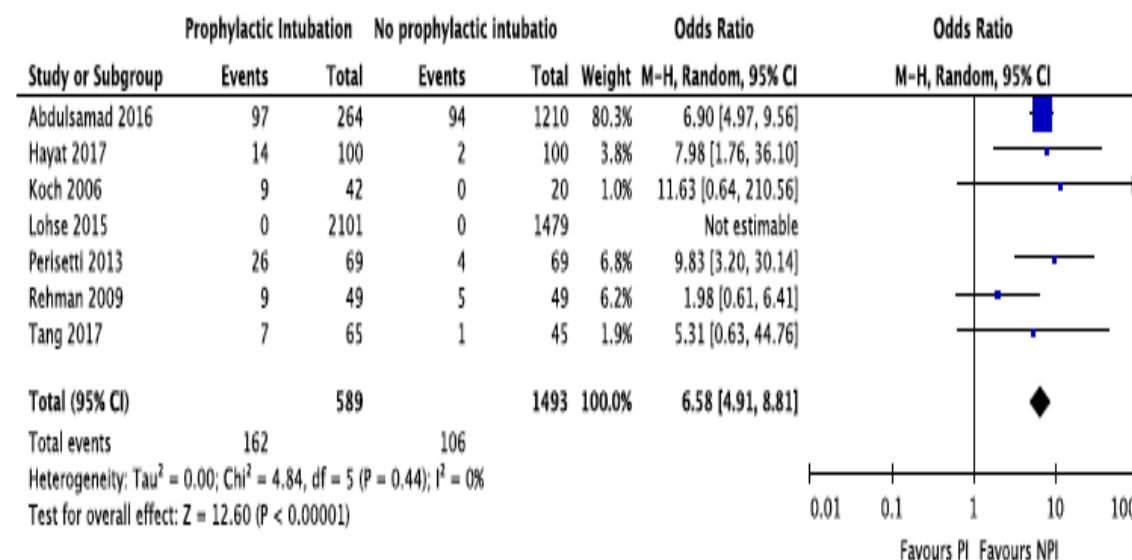 Prophylactic Intubation No prophylactic intubatio Odds Ratio Odds Ratio
Study or Subgroup Events Total Events Total Weight M-H, Random, 95% CI M-H, Random, 95% CI
Abdulsamad 2016 97 264 94 1210 80.3% 6.90 [4.97, 9.56]
Hayat 2017 14 100 2 100 3.8% 7.98 [1.76, 36.10]
Koch 2006 9 42 0 20 1.0% 11.63 [0.64, 210.56]
Lohse 2015 0 2101 0 1479 Not estimable
Perisetti 2013 26 69 4 69 6.8% 9.83 [3.20, 30.14]
Rehman 2009 9 49 5 49 6.2% 1.98 [0.61, 6.41]
Tang 2017 7 65 1 45 1.9% 5.31 [0.63, 44.76]
Total (95% CI) 589 1493 100.0% 6.58 [4.91, 8.81]
Total events 162 106
Heterogeneity: Tau² = 0.00; Chi² = 4.84, df = 5 (P = 0.44); I² = 0%
Test for overall effect: Z = 12.60 (P < 0.00001)
0.01 0.1 1 10 100
Favours PI Favours NPI